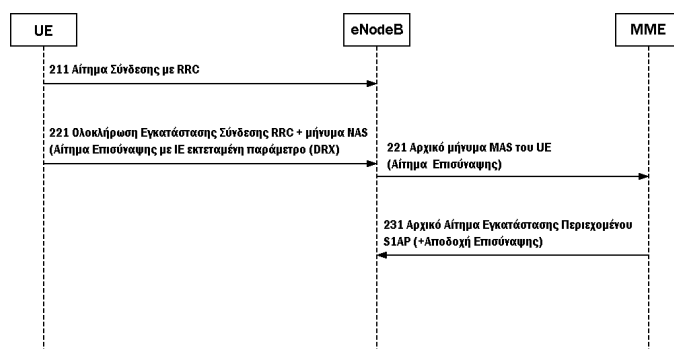 UE
eNodeB
MME
211 Αίτημα Σύνδεσης με RRC
221 Ολοκλήρωση Εγκατάστασης Σύνδεσης RRC + μήνυμα NAS
(Αίτημα Επισύναψης με IE εκτεταμένη παράμετρο (DRX)
221 Αρχικό μήνυμα MAS του UE
(Αίτημα Επισύναψης)
231 Αρχικό Αίτημα Εγκατάστασης Περιεχομένου
S1AP (+Αποδοχή Επισύναψης)